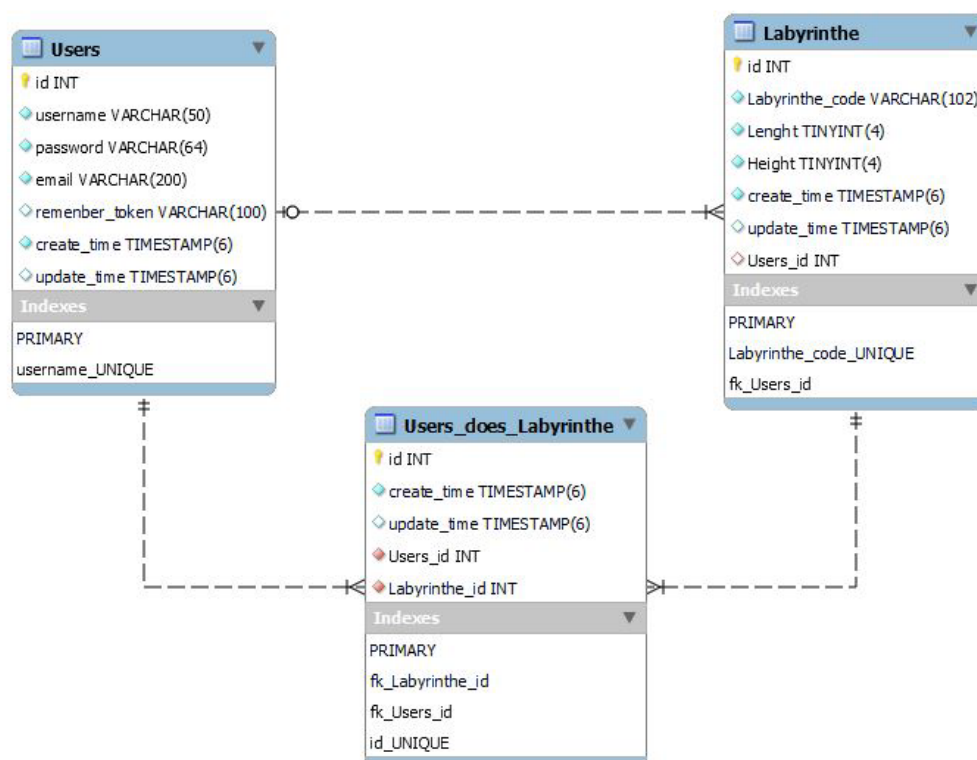 Users
id INT
username VARCHAR(50)
password VARCHAR(64)
email VARCHAR(200)
remenber_token VARCHAR(100)
create_time TIMESTAMP(6)
update_time TIMESTAMP(6)
Indexes
PRIMARY
username_UNIQUE
Labyrinthe
id INT
Labyrinthe_code VARCHAR(102)
Lenght TINYINT(4)
Height TINYINT(4)
create_time TIMESTAMP(6)
update_time TIMESTAMP(6)
Users_id INT
Indexes
PRIMARY
Labyrinthe_code_UNIQUE
fk_Users_id
Users_does_Labyrinthe
id INT
create_time TIMESTAMP(6)
update_time TIMESTAMP(6)
Users_id INT
Labyrinthe_id INT
Indexes
PRIMARY
fk_Labyrinthe_id
fk_Users_id
id_UNIQUE